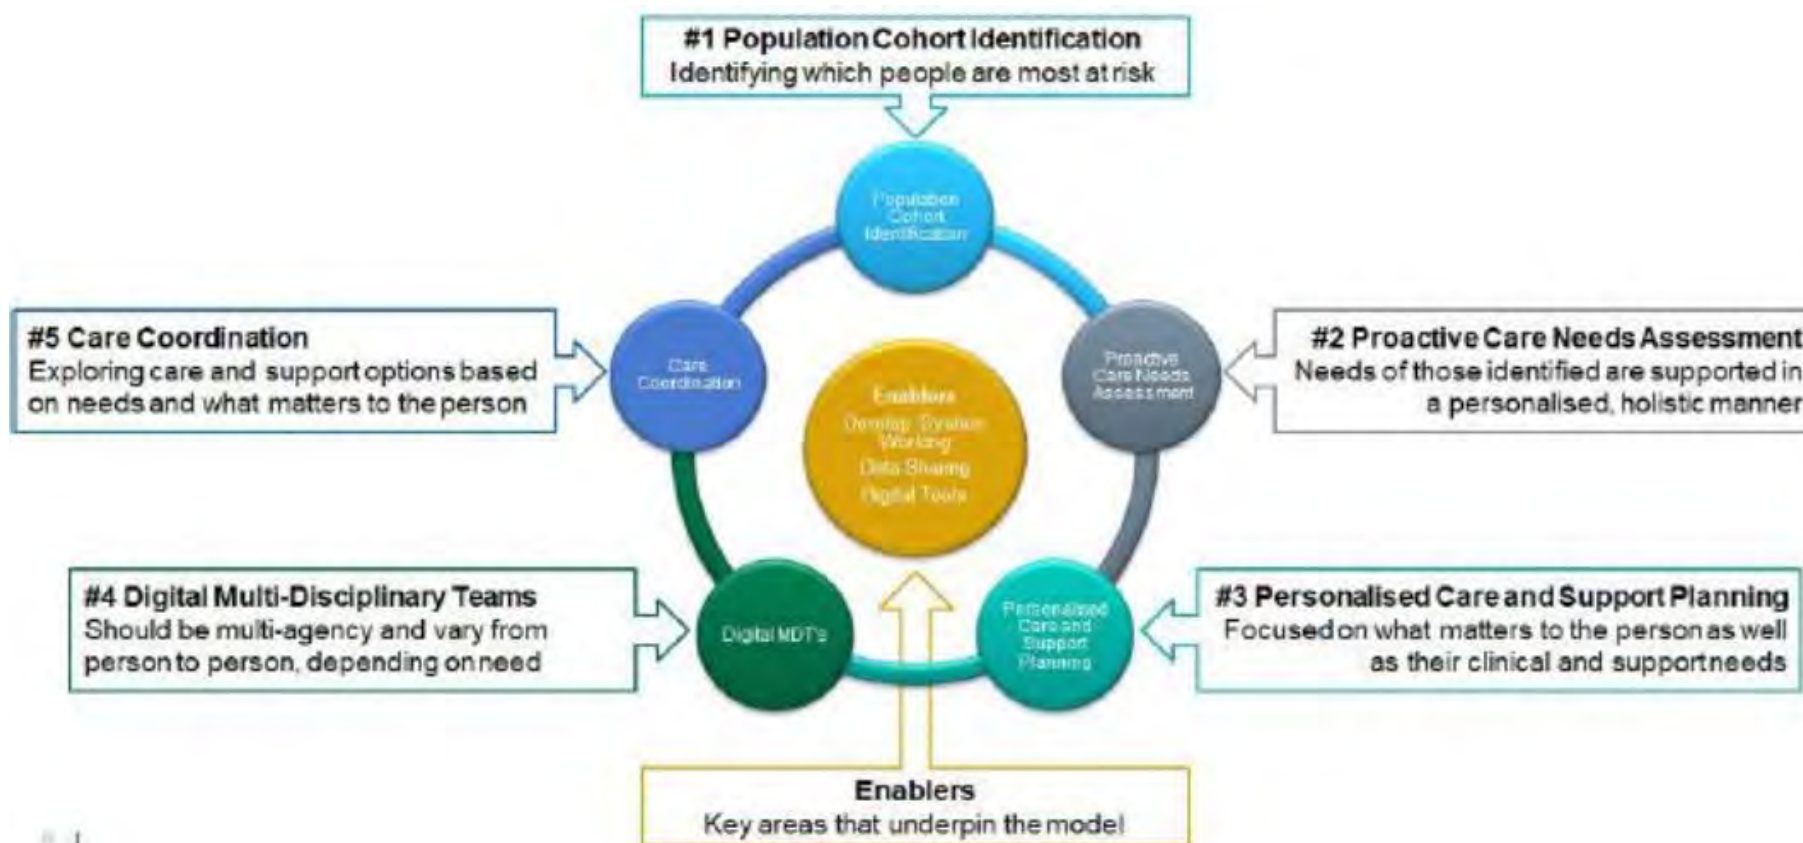 #1 Population Cohort Identification
Identifying which people are most at risk
Population
Cohort
Identification
#5 Care Coordination
Exploring care and support options based
on needs and what matters to the person
Care
Coordination
Enablers
Develop System
Working
Data Sharing
Digital Tools
Proactive
Care Needs
Assessment
#2 Proactive Care Needs Assessment
Needs of those identified are supported in
a personalised, holistic manner
#4 Digital Multi-Disciplinary Teams
Should be multi-agency and vary from
person to person, depending on need
Digital MDT's
Personalised
Care and
Support
Planning
#3 Personalised Care and Support Planning
Focused on what matters to the person as well
as their clinical and support needs
Enablers
Key areas that underpin the model